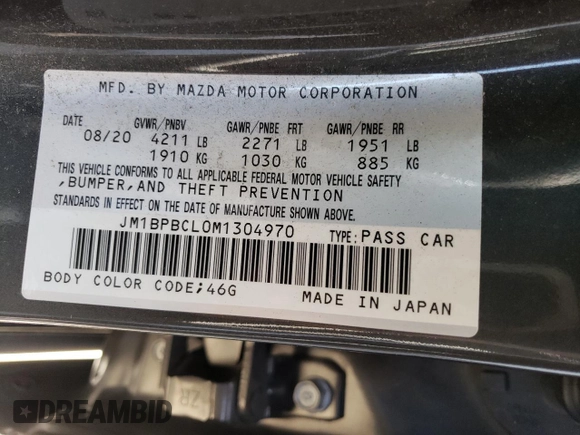 MFD. BY MAZDA MOTOR CORPORATION
DATE GVWR/PNBV GAWR/PNBE FRT GAWR/PNBE RR
08/20 4211 LB 2271 LB 1951 LB
1910 KG 1030 KG 885 KG
THIS VEHICLE CONFORMS TO ALL APPLICABLE FEDERAL MOTOR VEHICLE SAFETY
,BUMPER,AND THEFT PREVENTION
STANDARDS IN EFFECT ON THE DATE OF MANUFACTURE SHOWN ABOVE.
JM1BPBCL0M1304970 TYPE:PASS CAR
BODY COLOR CODE;46G MADE IN JAPAN
ZR
DREAMBID